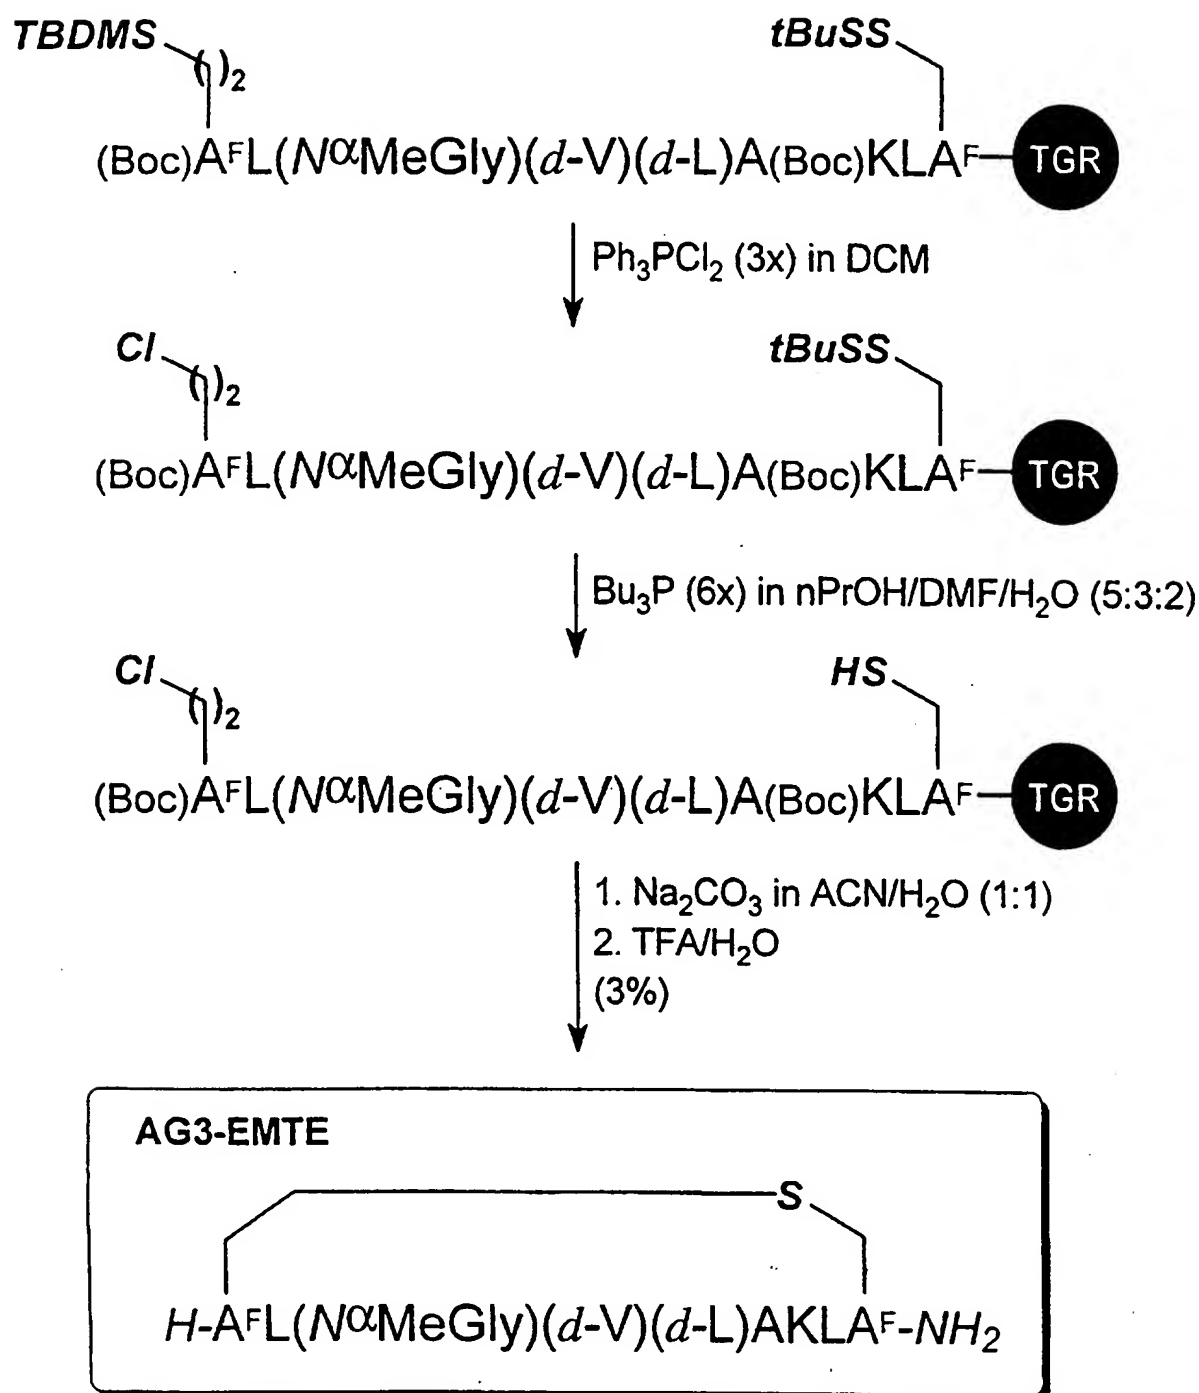 TBDMS tBuSS
( )2
(Boc)AFL(NαMeGly)(d-V)(d-L)A(Boc)KLAF TGR
Ph3PCl2 (3x) in DCM
Cl tBuSS
( )2
(Boc)AFL(NαMeGly)(d-V)(d-L)A(Boc)KLAF TGR
Bu3P (6x) in nPrOH/DMF/H2O (5:3:2)
Cl HS
( )2
(Boc)AFL(NαMeGly)(d-V)(d-L)A(Boc)KLAF TGR
1. Na2CO3 in ACN/H2O (1:1)
2. TFA/H2O
(3%)
AG3-EMTE
S
H-AFL(NαMeGly)(d-V)(d-L)AKLAF-NH2